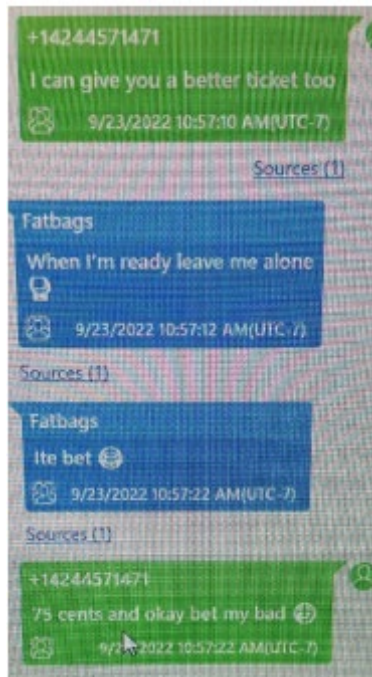 +14244571471
I can give you a better ticket too
9/23/2022 10:57:10 AM(UTC-7)
Sources (1)
Fatbags
When I'm ready leave me alone
9/23/2022 10:57:12 AM(UTC-7)
Sources (1)
Fatbags
Ite bet 😂
9/23/2022 10:57:22 AM(UTC-7)
Sources (1)
+14244571471
75 cents and okay bet my bad 😂
2022 10:57:22 AM(UTC-7)